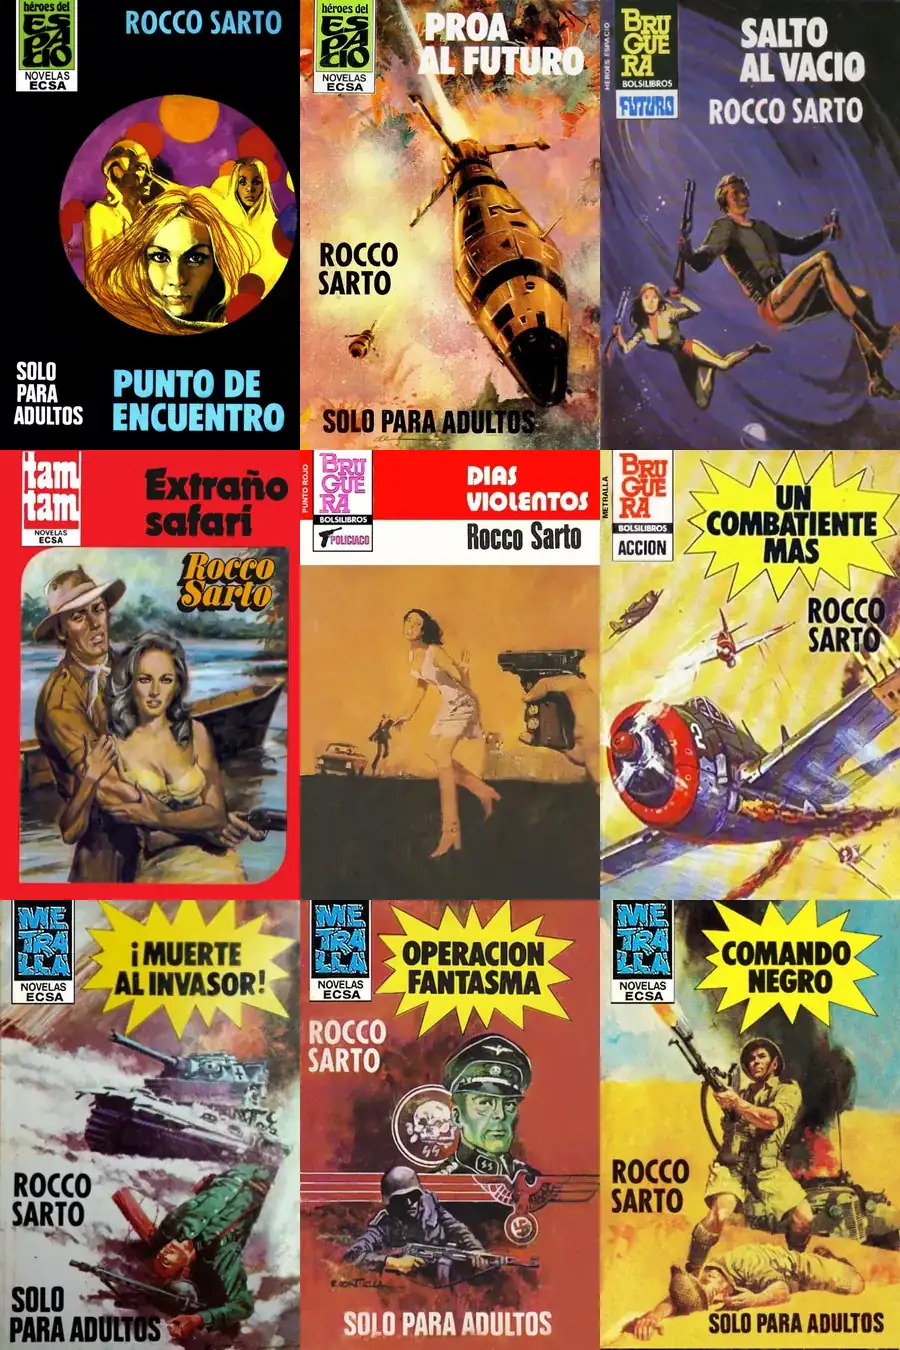 héroes del
ESPACIO
NOVELAS
ECSA
ROCCO SARTO
SOLO
PARA
ADULTOS
PUNTO DE
ENCUENTRO
héroes del
ESPACIO
NOVELAS
ECSA
PROA
AL FUTURO
ROCCO
SARTO
SOLO PARA ADULTOS
HEROES ESPACIO
BRU
GUE
RA
BOLSILIBROS
FUTURO
SALTO
AL VACIO
ROCCO SARTO
tam
tam
NOVELAS
ECSA
Extraño
safari
Rocco
Sarto
PUNTO ROJO
BRU
GUE
RA
BOLSILIBROS
POLICIACO
DIAS
VIOLENTOS
Rocco Sarto
METRALLA
BRU
GUE
RA
BOLSILIBROS
ACCION
UN
COMBATIENTE
MAS
ROCCO
SARTO
2
ME
TRA
LLA
NOVELAS
ECSA
¡MUERTE
AL INVASOR!
ROCCO
SARTO
SOLO
PARA ADULTOS
ME
TRA
LLA
NOVELAS
ECSA
OPERACION
FANTASMA
ROCCO
SARTO
SOLO PARA ADULTOS
ME
TRA
LLA
NOVELAS
ECSA
COMANDO
NEGRO
ROCCO
SARTO
SOLO PARA ADULTOS